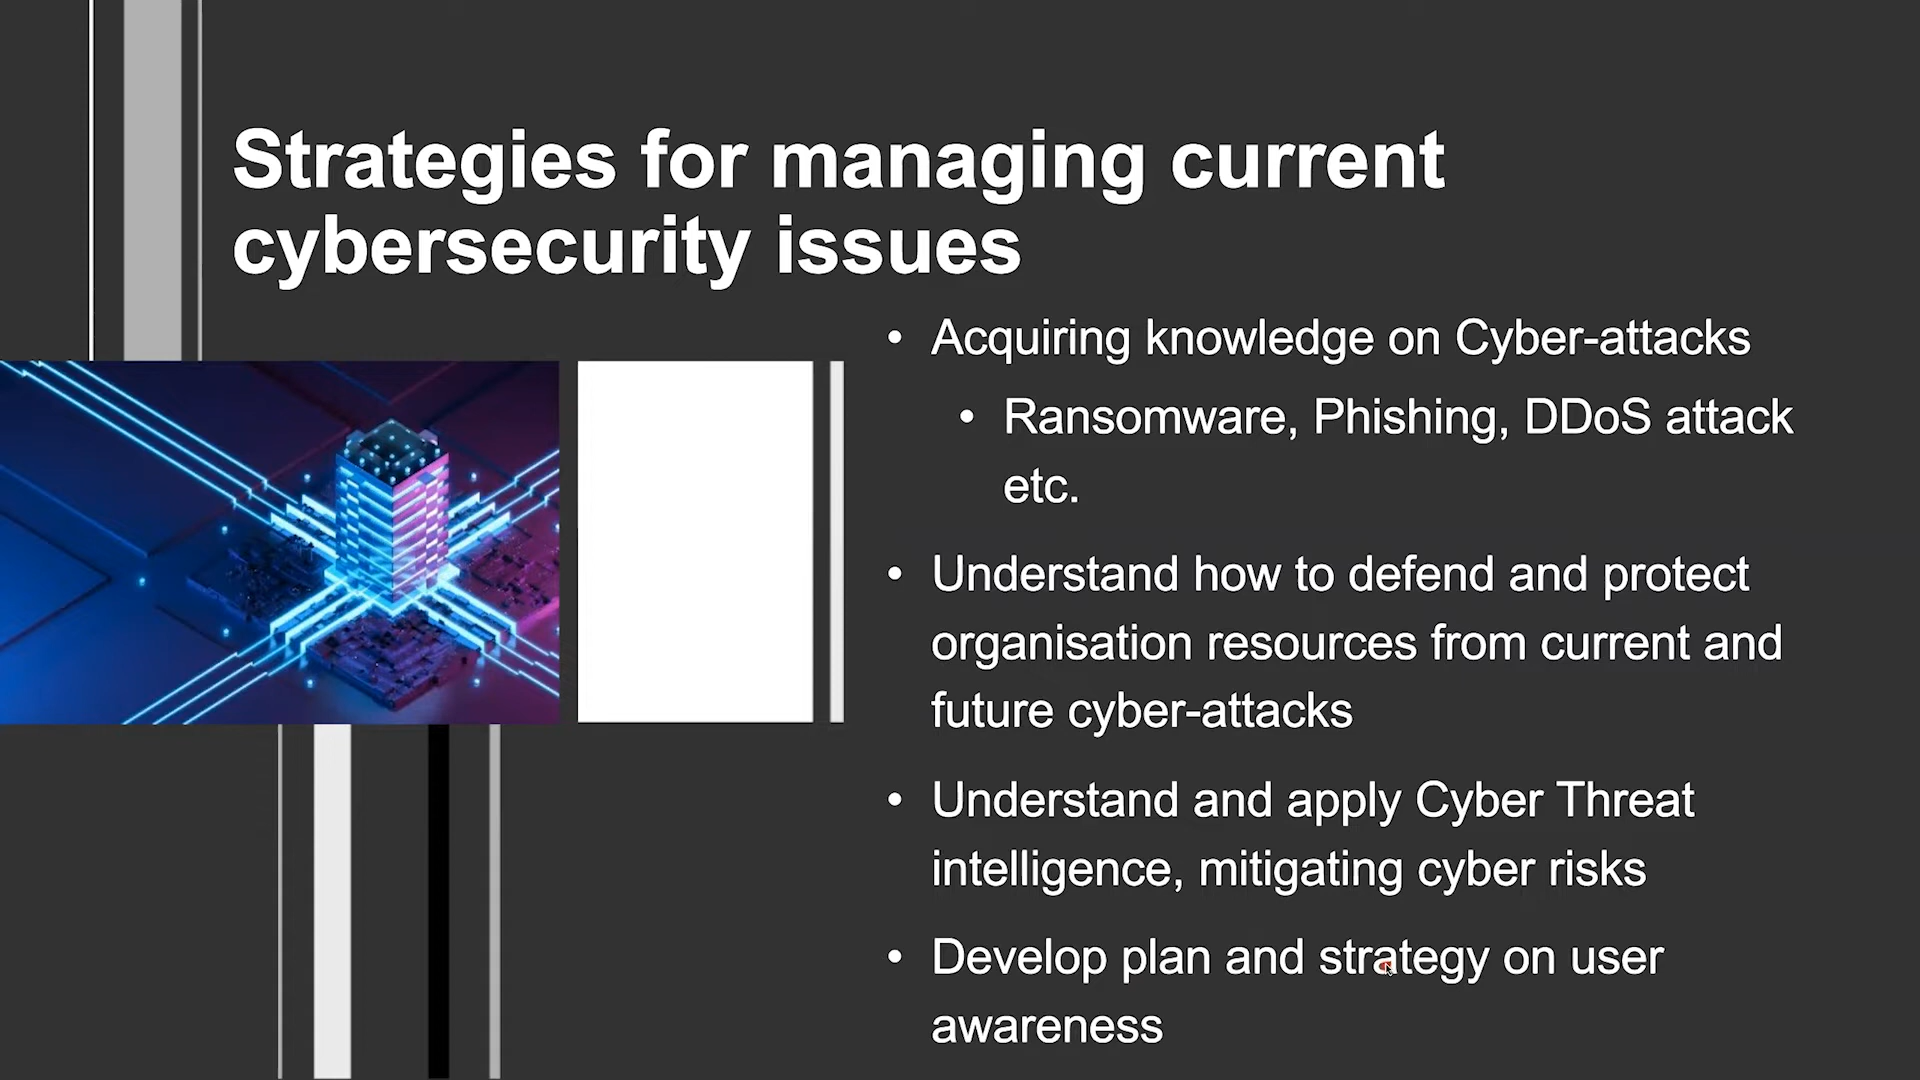 Strategies for managing current
cybersecurity issues
• Acquiring knowledge on Cyber-attacks
• Ransomware, Phishing, DDoS attack
etc.
• Understand how to defend and protect
organisation resources from current and
future cyber-attacks
• Understand and apply Cyber Threat
intelligence, mitigating cyber risks
• Develop plan and strategy on user
awareness